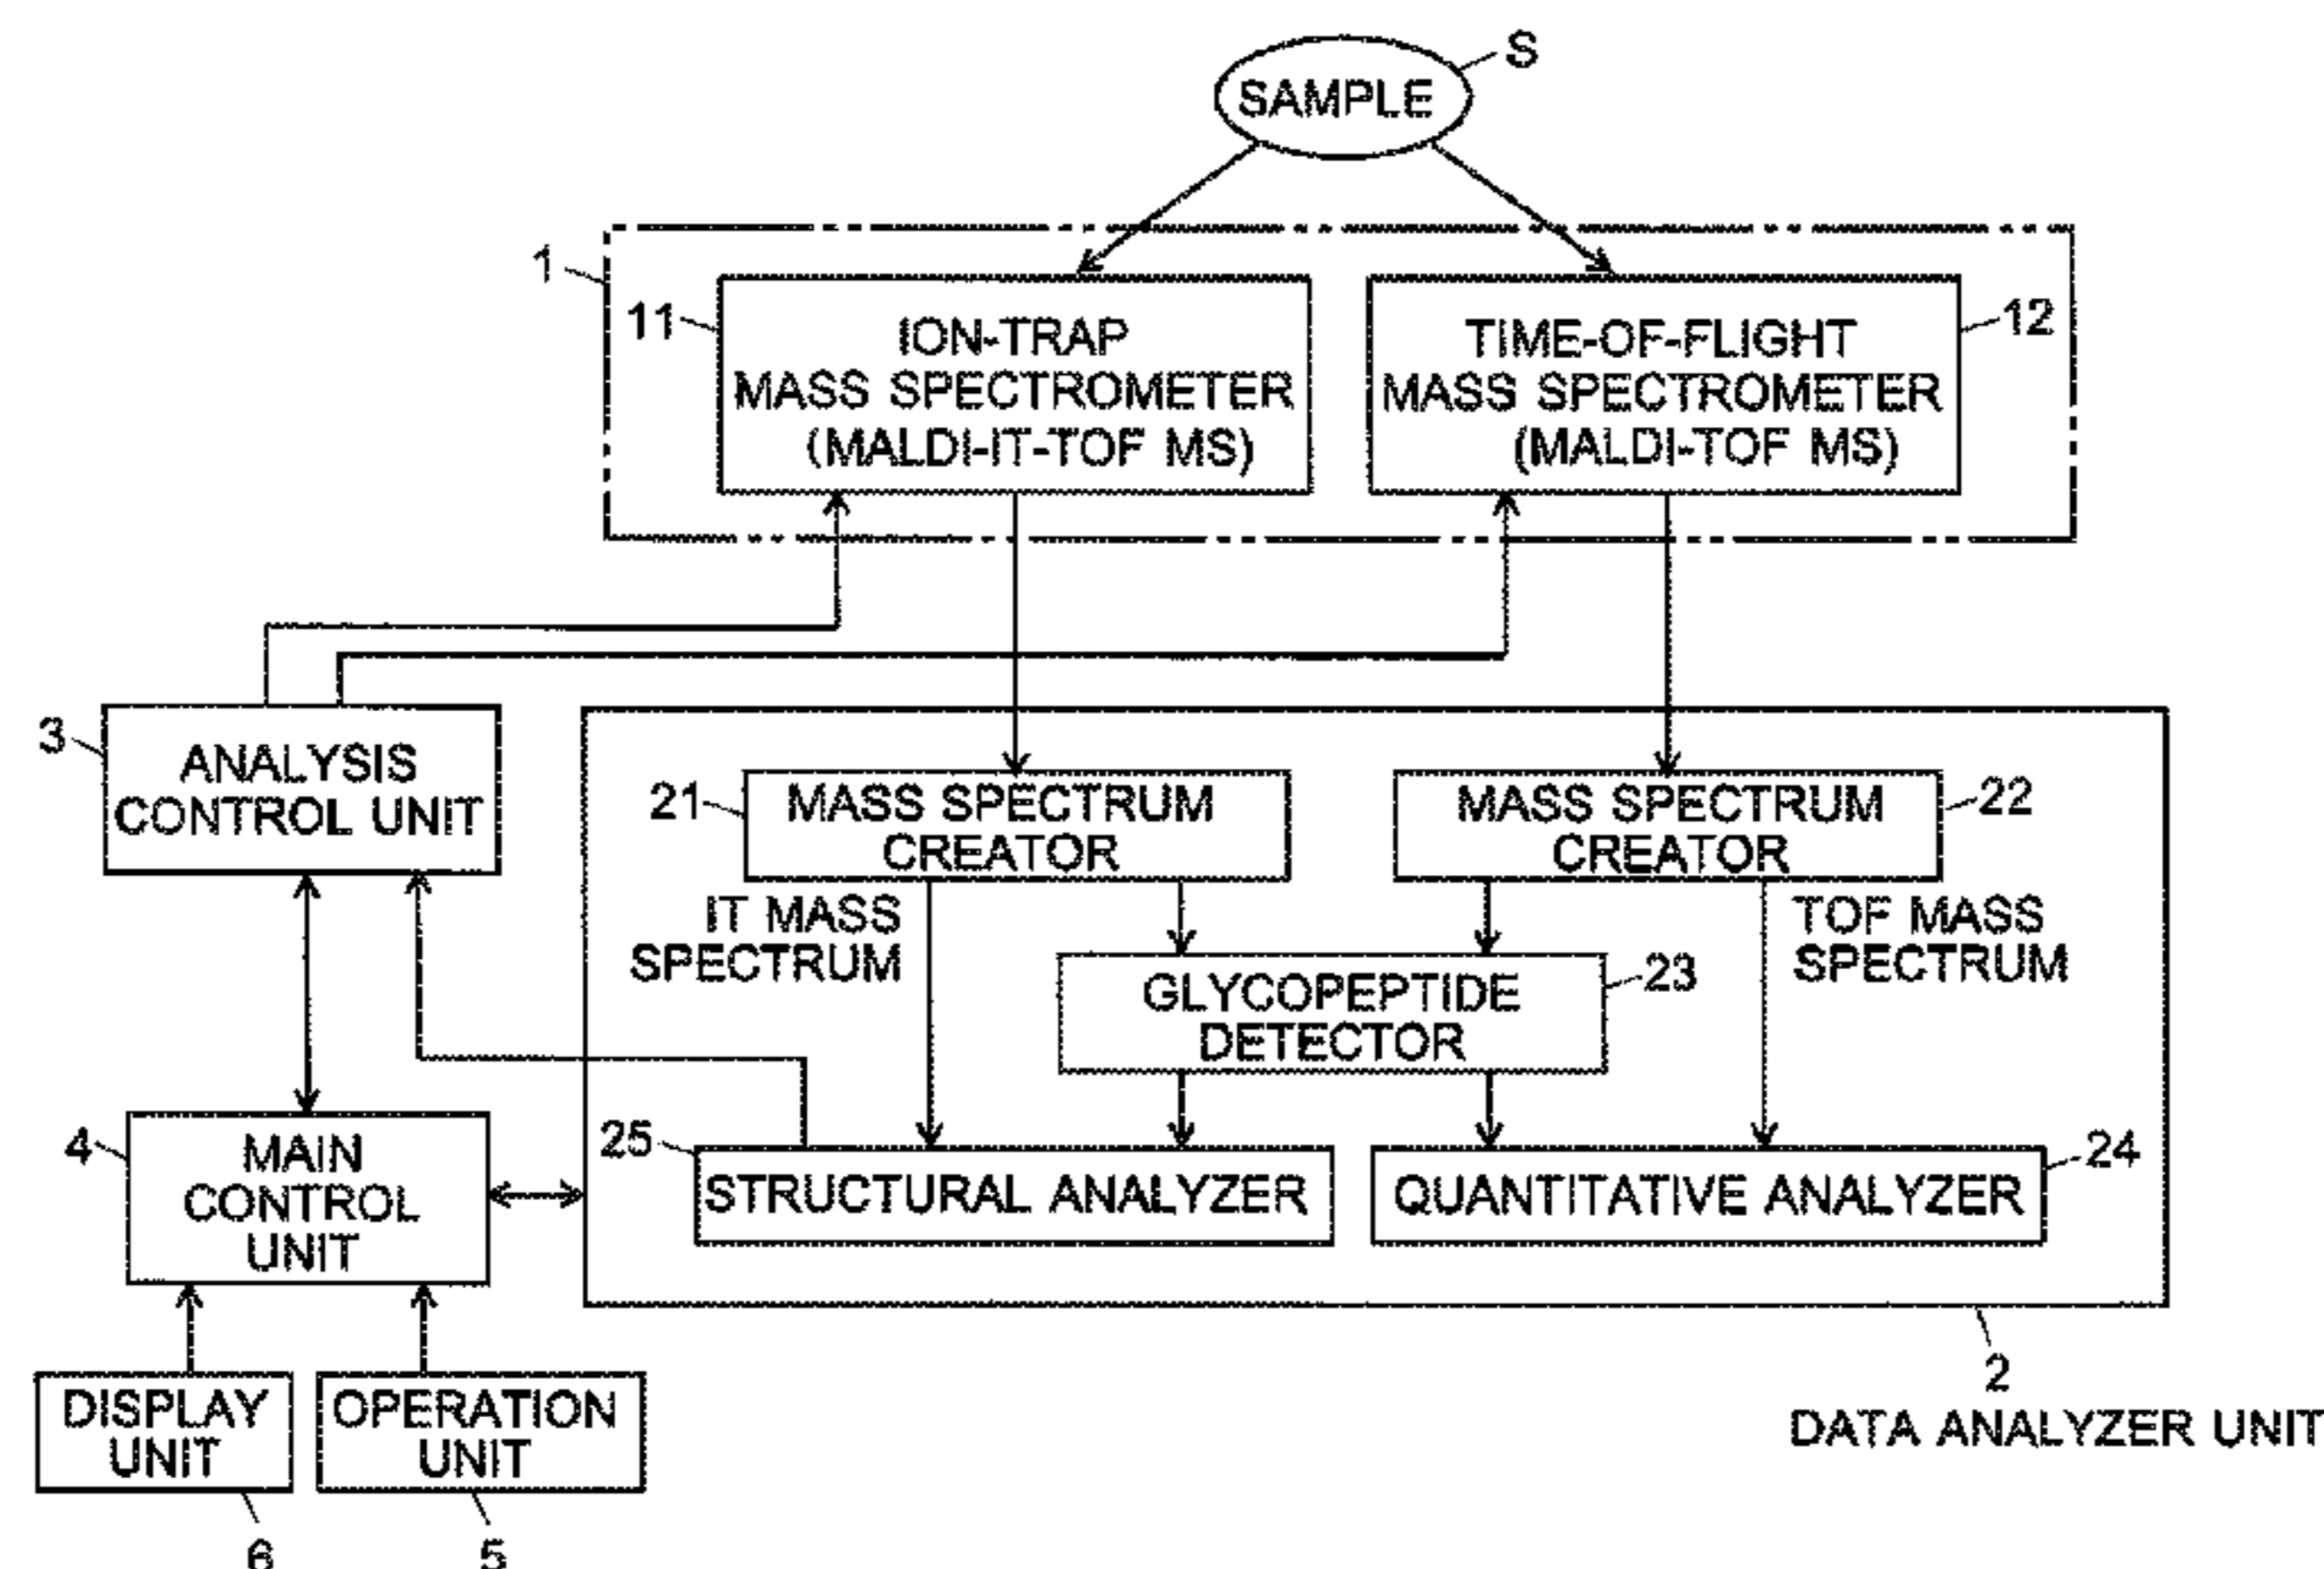 S
SAMPLE
1
11
ION-TRAP
MASS SPECTROMETER
(MALDI-IT-TOF MS)
TIME-OF-FLIGHT
MASS SPECTROMETER
(MALDI-TOF MS)
12
3
ANALYSIS
CONTROL UNIT
21
MASS SPECTRUM
CREATOR
MASS SPECTRUM
CREATOR
22
IT MASS
SPECTRUM
TOF MASS
SPECTRUM
GLYCOPEPTIDE
DETECTOR
23
4
MAIN
CONTROL
UNIT
25
STRUCTURAL ANALYZER
QUANTITATIVE ANALYZER
24
DISPLAY
UNIT
OPERATION
UNIT
2
DATA ANALYZER UNIT
6
5